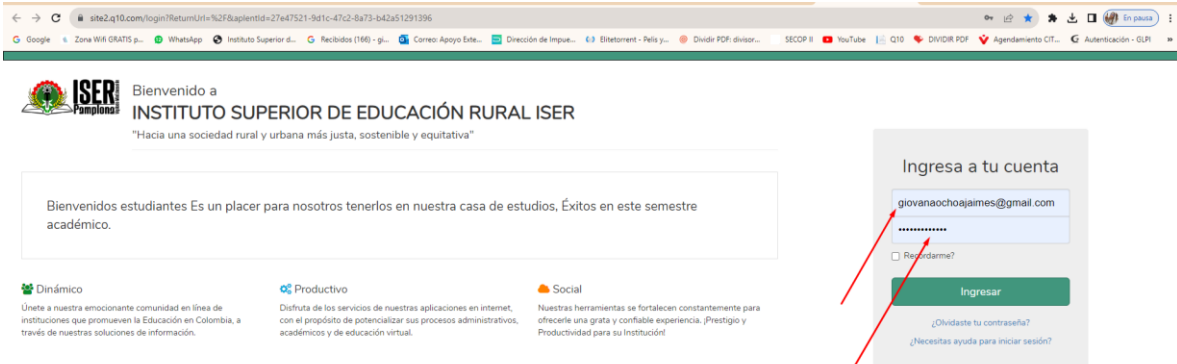 site2.q10.com/login?ReturnUrl=%2F&aplentId=27e47521-9d1c-47c2-8a73-b42a51291396
En pausa
Google
Zona Wifi GRATIS p...
WhatsApp
Instituto Superior d...
Recibidos (166) - gi...
Correo: Apoyo Exte...
Dirección de Impue...
Elitetorrent - Pelis y...
Dividir PDF: divisor...
SECOP II
YouTube
Q10
DIVIDIR PDF
Agendamiento CIT...
Autenticación - GLPI
ISER
Pamplona
Bienvenido a
INSTITUTO SUPERIOR DE EDUCACIÓN RURAL ISER
"Hacia una sociedad rural y urbana más justa, sostenible y equitativa"
Bienvenidos estudiantes Es un placer para nosotros tenerlos en nuestra casa de estudios, Éxitos en este semestre
académico.
Dinámico
Únete a nuestra emocionante comunidad en línea de
instituciones que promueven la Educación en Colombia, a
través de nuestras soluciones de información.
Productivo
Disfruta de los servicios de nuestras aplicaciones en internet,
con el propósito de potencializar sus procesos administrativos,
académicos y de educación virtual.
Social
Nuestras herramientas se fortalecen constantemente para
ofrecerle una grata y confiable experiencia. ¡Prestigio y
Productividad para su Institución!
Ingresa a tu cuenta
giovanaochoajaimes@gmail.com
•••••••••••••
Recordarme?
Ingresar
¿Olvidaste tu contraseña?
¿Necesitas ayuda para iniciar sesión?